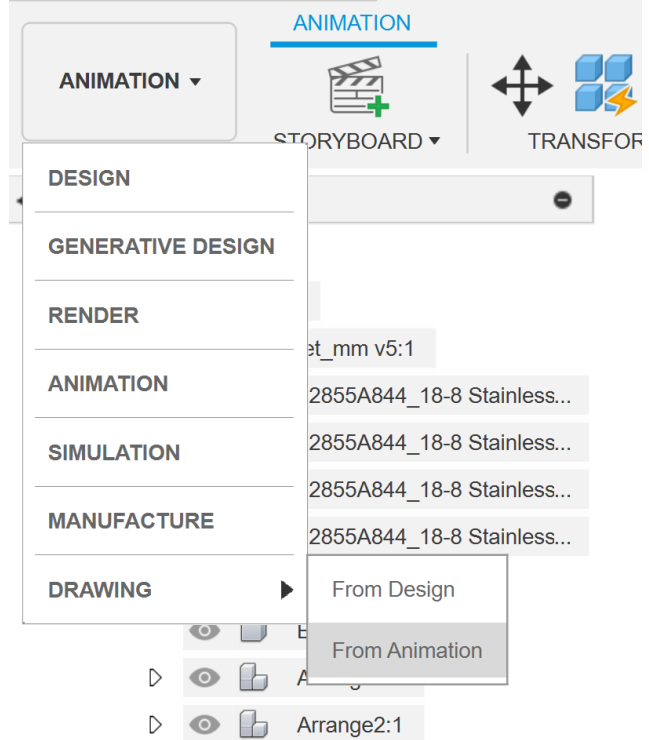 ANIMATION
ANIMATION
STORYBOARD
TRANSFOR
DESIGN
GENERATIVE DESIGN
RENDER
et_mm v5:1
ANIMATION
2855A844_18-8 Stainless...
SIMULATION
2855A844_18-8 Stainless...
2855A844_18-8 Stainless...
MANUFACTURE
2855A844_18-8 Stainless...
DRAWING
From Design
From Animation
Arrange2:1